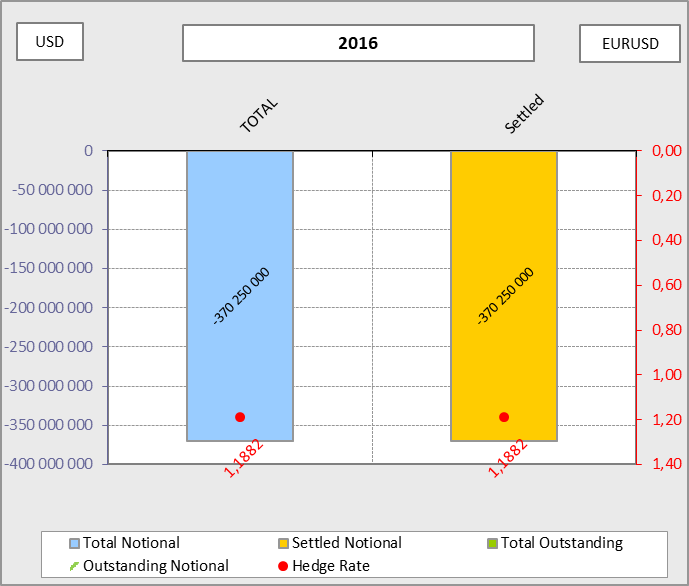 USD
2016
EURUSD
TOTAL
Settled
0
-50 000 000
-100 000 000
-150 000 000
-200 000 000
-250 000 000
-300 000 000
-350 000 000
-400 000 000
-370 250 000
-370 250 000
1,1882
1,1882
0,00
0,20
0,40
0,60
0,80
1,00
1,20
1,40
Total Notional
Settled Notional
Total Outstanding
Outstanding Notional
Hedge Rate